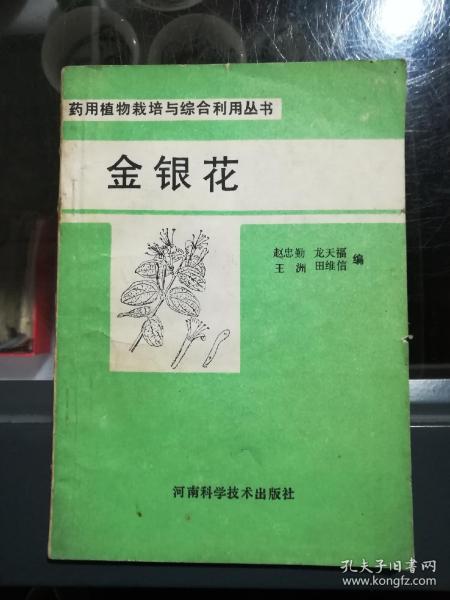 药用植物栽培与综合利用丛书
金银花
赵忠勤 龙天福
王洲 田维信 编
河南科学技术出版社
孔夫子旧书网
www.kongfz.com